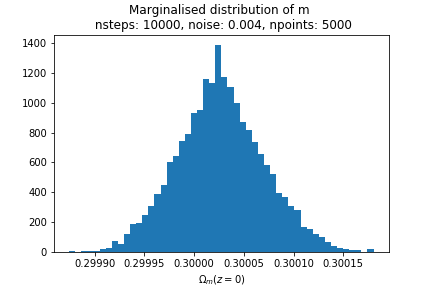 Marginalised distribution of m
nsteps: 10000, noise: 0.004, npoints: 5000
1400
1200
1000
800
600
400
200
0
0.29990 0.29995 0.30000 0.30005 0.30010 0.30015
Ωm(z = 0)